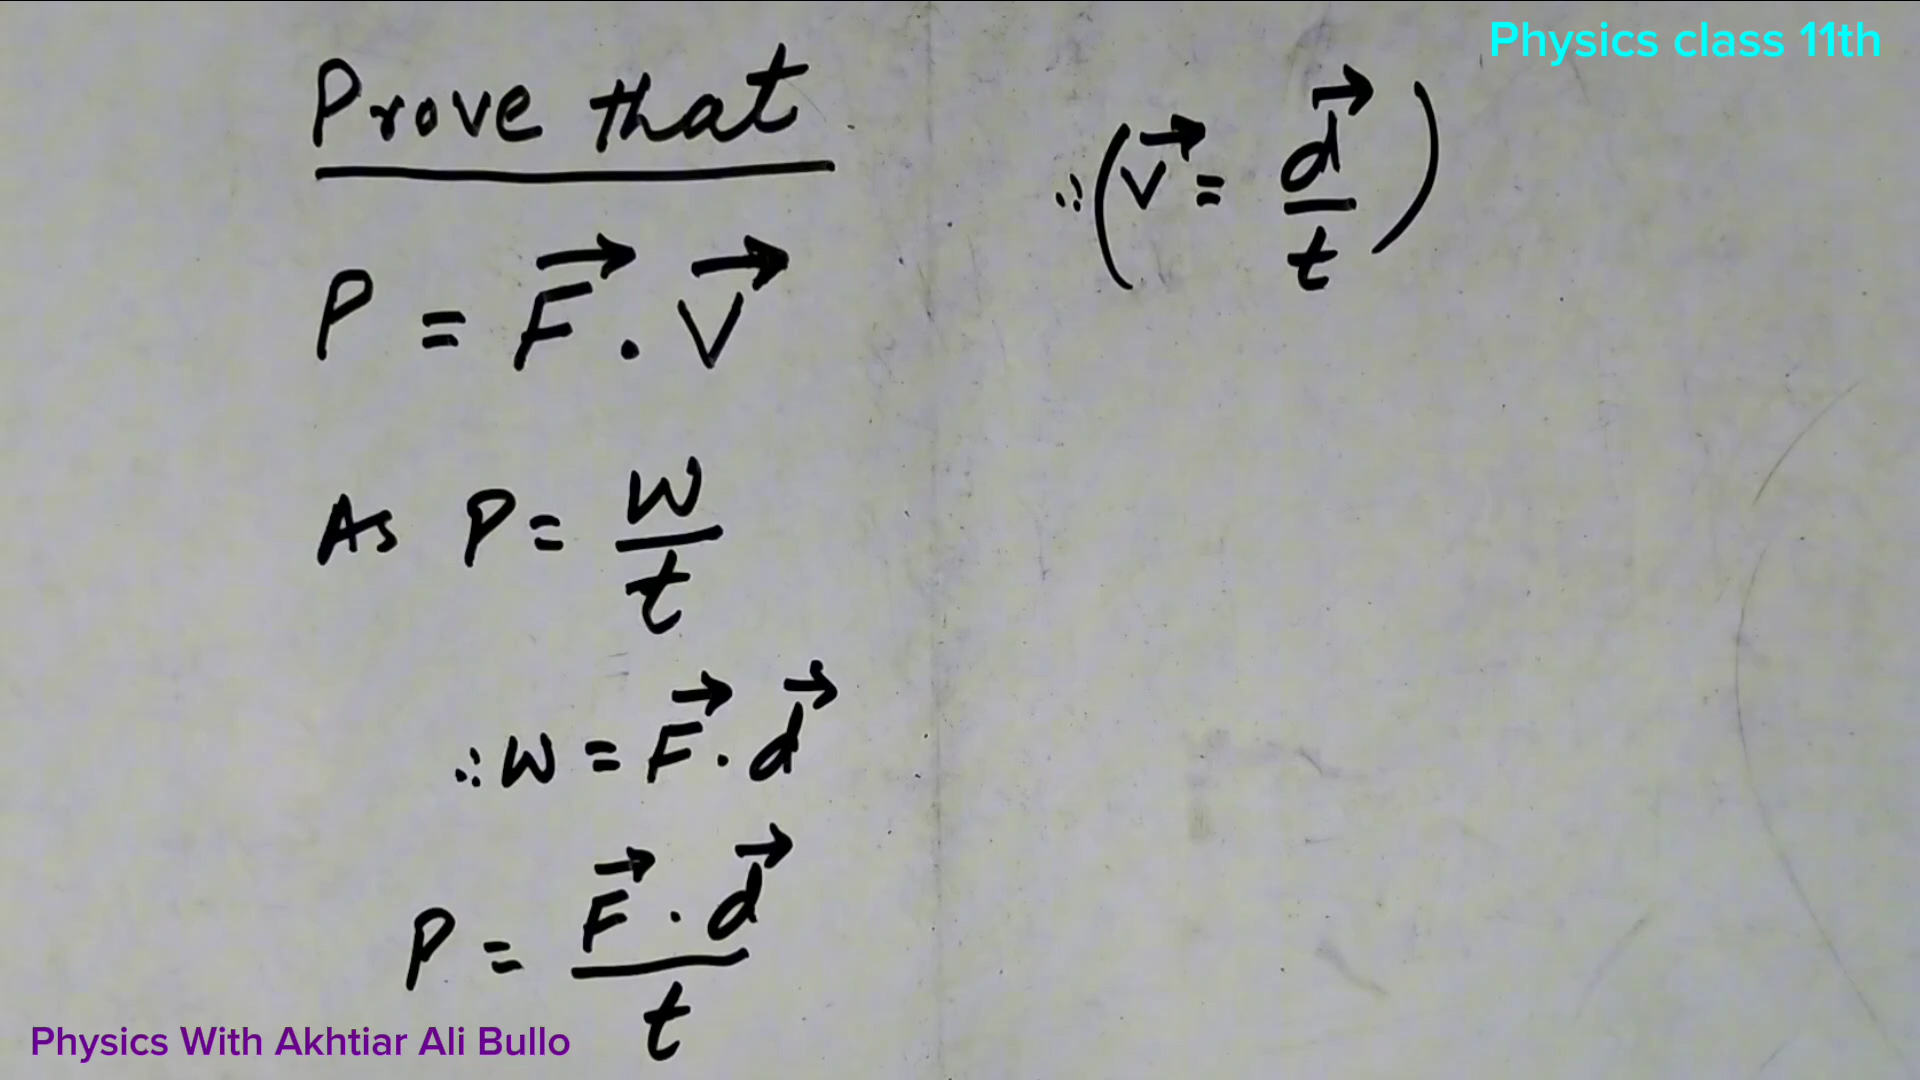 Physics class 11th
Prove that
P = F⃗ . V⃗
As P = W/t
∴ W = F⃗ . d⃗
P = F⃗ . d⃗ / t
∴ (V⃗ = d⃗/t)
Physics With Akhtiar Ali Bullo